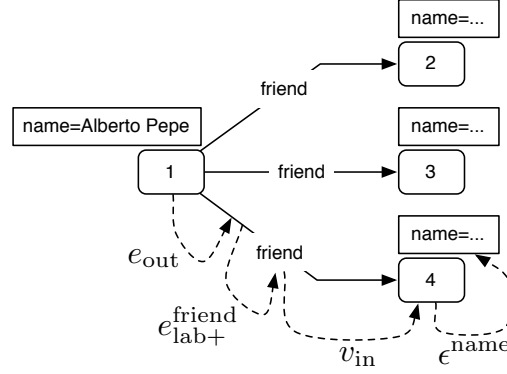 name=...
2
friend
name=Alberto Pepe
name=...
1
friend
3
name=...
friend
4
e_out
e_lab+^friend
v_in
ϵ^name